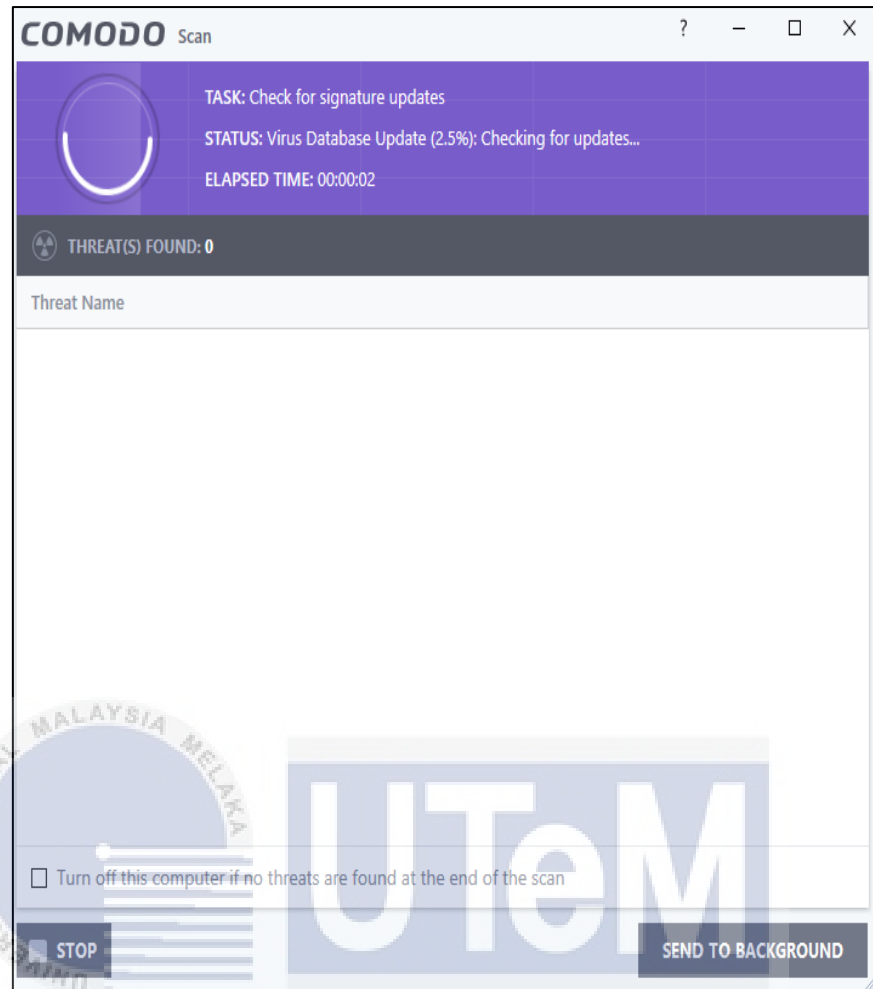 COMODO Scan ?
TASK: Check for signature updates
STATUS: Virus Database Update (2.5%): Checking for updates...
ELAPSED TIME: 00:00:02
THREAT(S) FOUND: 0
Threat Name
MALAYSIA MELAKA
UTeM
Turn off this computer if no threats are found at the end of the scan
STOP
SEND TO BACKGROUND